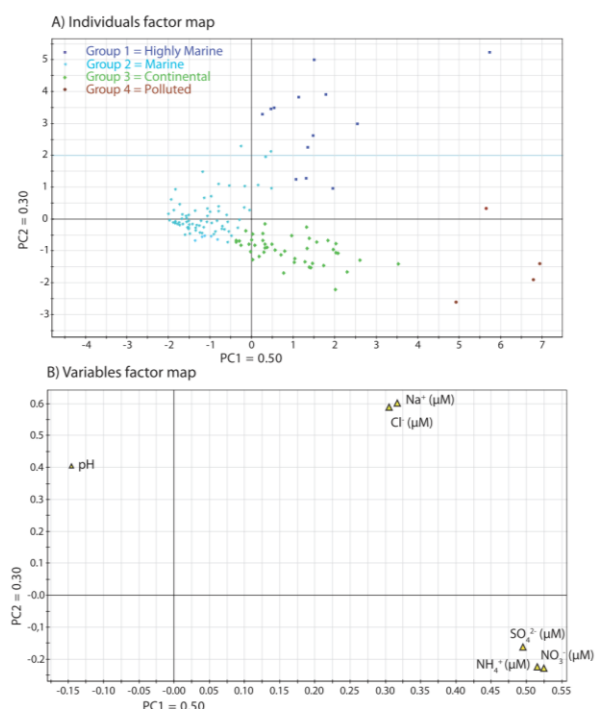 A) Individuals factor map
Group 1 = Highly Marine
Group 2 = Marine
Group 3 = Continental
Group 4 = Polluted
5
4
3
2
1
0
-1
-2
-3
PC2 = 0.30
-4 -3 -2 -1 0 1 2 3 4 5 6 7
PC1 = 0.50
B) Variables factor map
0.6
0.5
0.4
0.3
0.2
0.1
-0.0
-0,1
-0.2
PC2 = 0.30
Na⁺ (µM)
Cl⁻ (µM)
pH
SO₄²⁻ (µM)
NH₄⁺ (µM)
NO₃⁻ (µM)
-0.15 -0.10 -0.05 -0.00 0.05 0.10 0.15 0.20 0.25 0.30 0.35 0.40 0.45 0.50 0.55
PC1 = 0.50